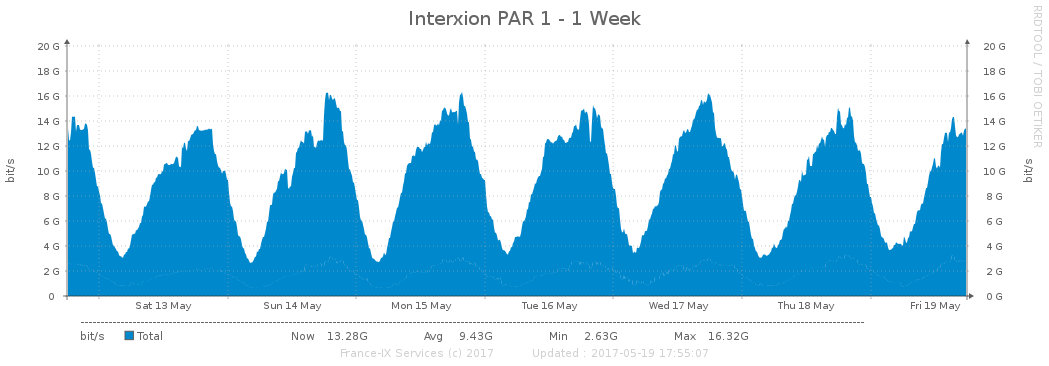 Interxion PAR 1 - 1 Week
RRDTOOL / TOBI OETIKER
bit/s
20 G
18 G
16 G
14 G
12 G
10 G
8 G
6 G
4 G
2 G
0
20 G
18 G
16 G
14 G
12 G
10 G
8 G
6 G
4 G
2 G
0 G
bit/s
Sat 13 May Sun 14 May Mon 15 May Tue 16 May Wed 17 May Thu 18 May Fri 19 May
bit/s Total Now 13.28G Avg 9.43G Min 2.63G Max 16.32G
France-IX Services (c) 2017 Updated : 2017-05-19 17:55:07